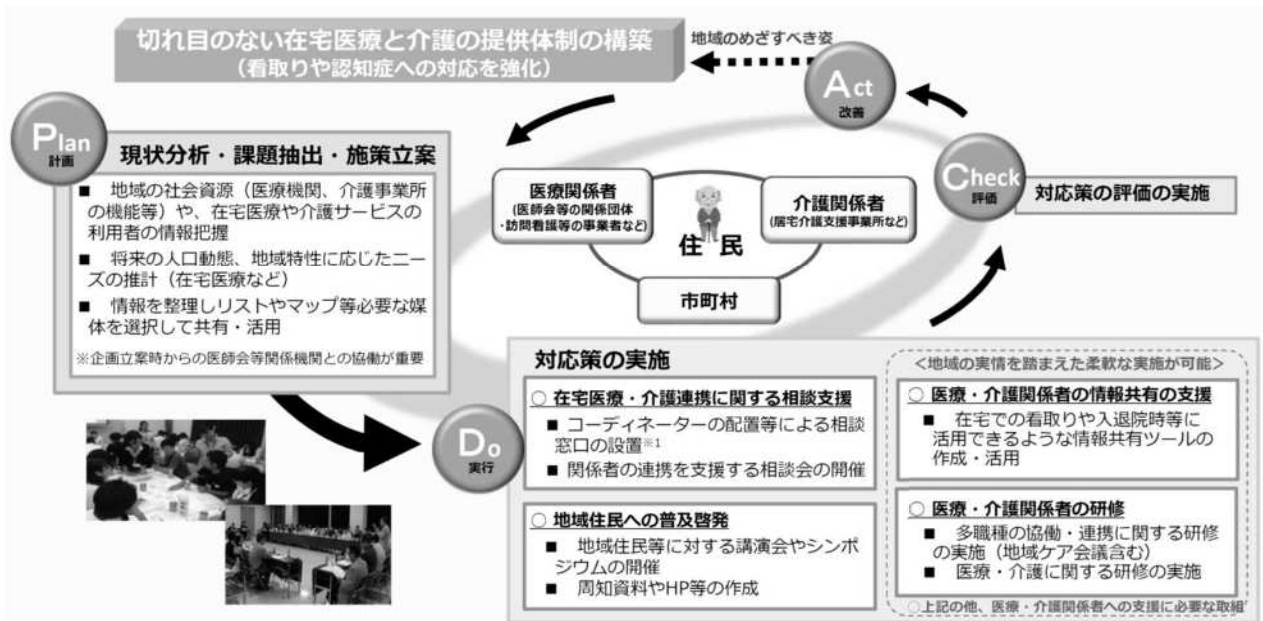 切れ目のない在宅医療と介護の提供体制の構築
（看取りや認知症への対応を強化）
地域のめざすべき姿
Act
改善
Plan
計画
現状分析・課題抽出・施策立案
■ 地域の社会資源（医療機関、介護事業所
の機能等）や、在宅医療や介護サービスの
利用者の情報把握
■ 将来の人口動態、地域特性に応じたニー
ズの推計（在宅医療など）
■ 情報を整理しリストやマップ等必要な媒
体を選択して共有・活用
※企画立案時からの医師会等関係機関との協働が重要
医療関係者
（医師会等の関係団体
・訪問看護等の事業者など）
介護関係者
（居宅介護支援事業所など）
住 民
市町村
Check
評価
対応策の評価の実施
Do
実行
対応策の実施
○ 在宅医療・介護連携に関する相談支援
■ コーディネーターの配置等による相談
窓口の設置※1
■ 関係者の連携を支援する相談会の開催
○ 地域住民への普及啓発
■ 地域住民等に対する講演会やシンポ
ジウムの開催
■ 周知資料やHP等の作成
＜地域の実情を踏まえた柔軟な実施が可能＞
○ 医療・介護関係者の情報共有の支援
■ 在宅での看取りや入退院時等に
活用できるような情報共有ツールの
作成・活用
○ 医療・介護関係者の研修
■ 多職種の協働・連携に関する研修
の実施（地域ケア会議含む）
■ 医療・介護に関する研修の実施
○上記の他、医療・介護関係者への支援に必要な取組